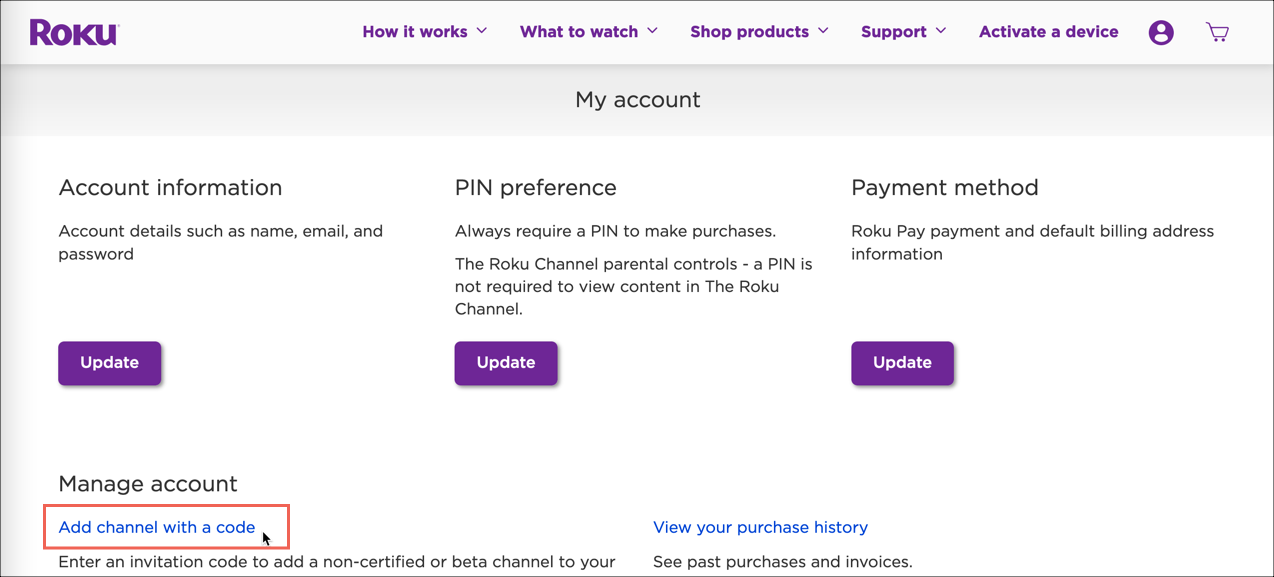 Roku
How it works What to watch Shop products Support Activate a device
My account
Account information
Account details such as name, email, and
password
Update
PIN preference
Always require a PIN to make purchases.
The Roku Channel parental controls - a PIN is
not required to view content in The Roku
Channel.
Update
Payment method
Roku Pay payment and default billing address
information
Update
Manage account
Add channel with a code
Enter an invitation code to add a non-certified or beta channel to your
View your purchase history
See past purchases and invoices.